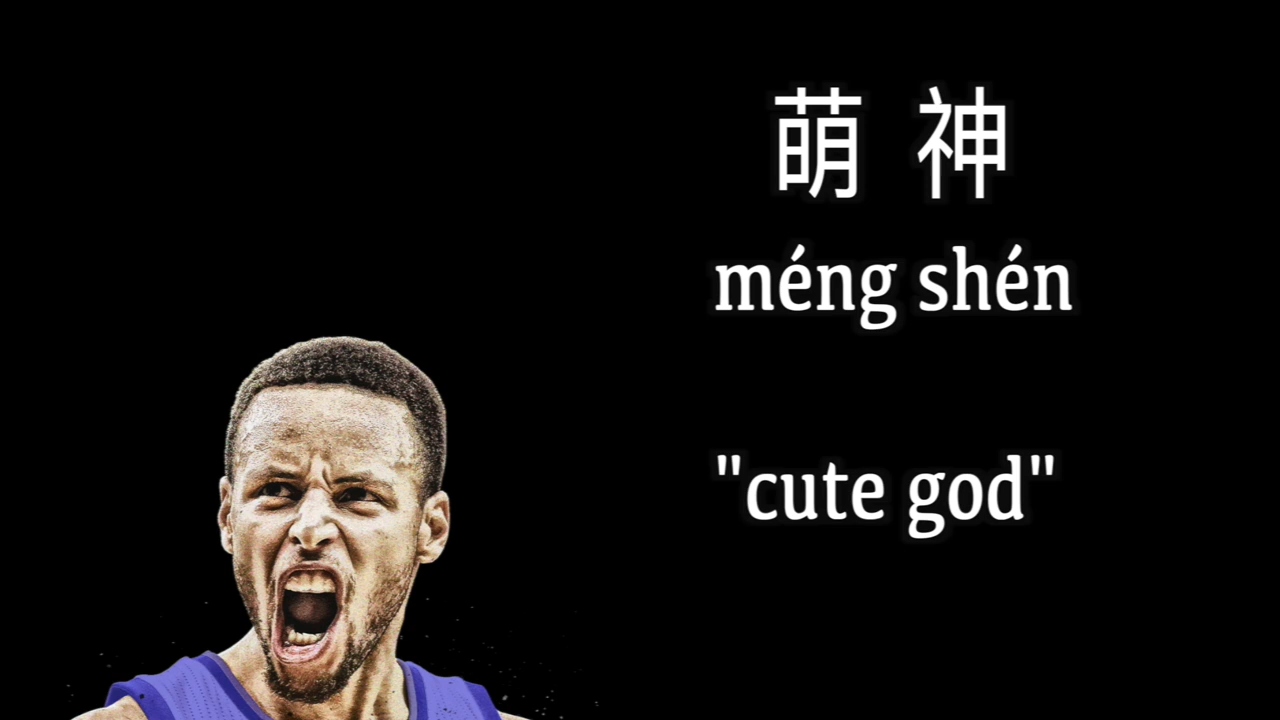 萌 神
méng shén
"cute god"